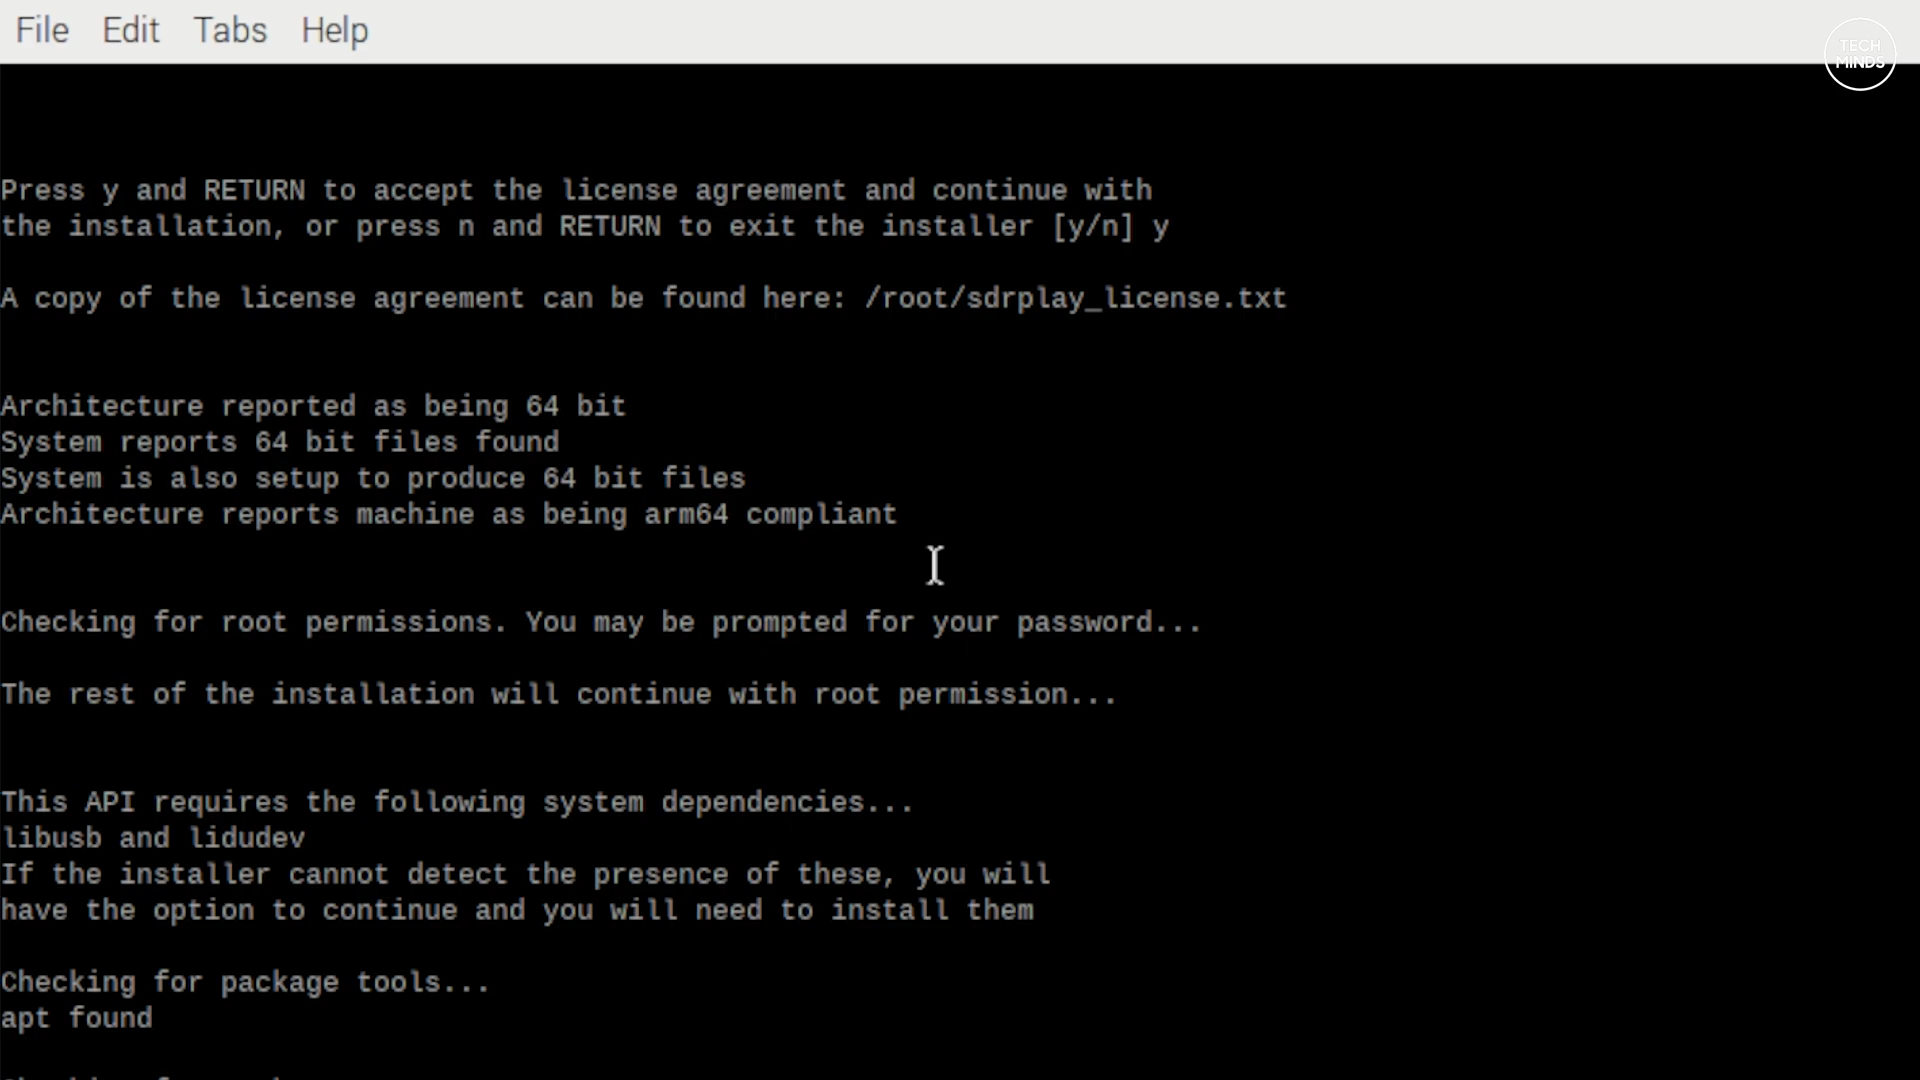 File Edit Tabs Help
TECH
MINDS
Press y and RETURN to accept the license agreement and continue with
the installation, or press n and RETURN to exit the installer [y/n] y
A copy of the license agreement can be found here: /root/sdrplay_license.txt
Architecture reported as being 64 bit
System reports 64 bit files found
System is also setup to produce 64 bit files
Architecture reports machine as being arm64 compliant
Checking for root permissions. You may be prompted for your password...
The rest of the installation will continue with root permission...
This API requires the following system dependencies...
libusb and lidudev
If the installer cannot detect the presence of these, you will
have the option to continue and you will need to install them
Checking for package tools...
apt found